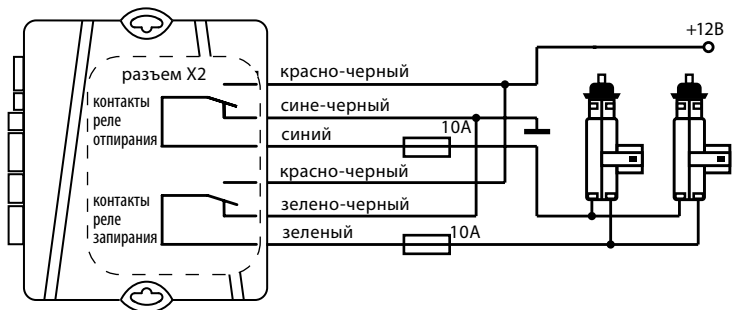 +12В
разъем X2
красно-черный
контакты
реле
отпирания
сине-черный
синий
10А
красно-черный
контакты
реле
запирания
зелено-черный
зеленый
10А